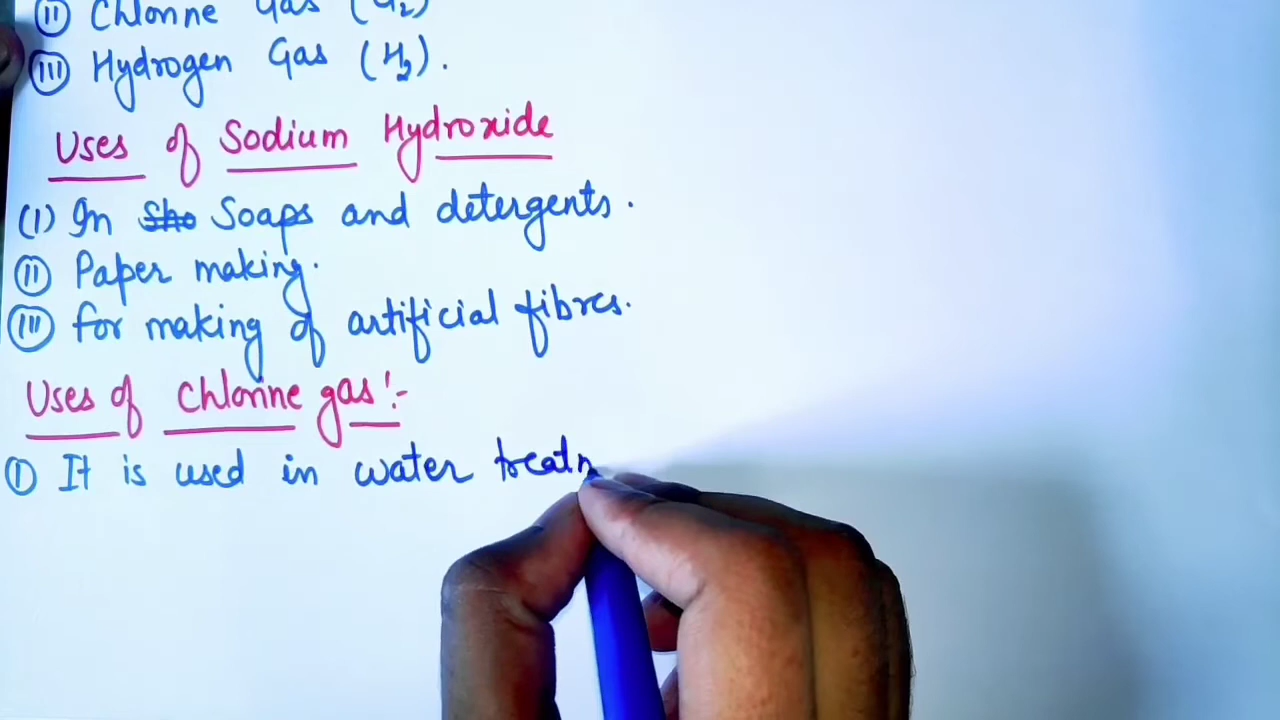 (II) Chlorine Gas (Cl₂)
(III) Hydrogen Gas (H₂).
Uses of Sodium Hydroxide
(I) In Sho Soaps and detergents.
(II) Paper making.
(III) for making of artificial fibres.
Uses of Chlorine gas:-
(I) It is used in water treatm